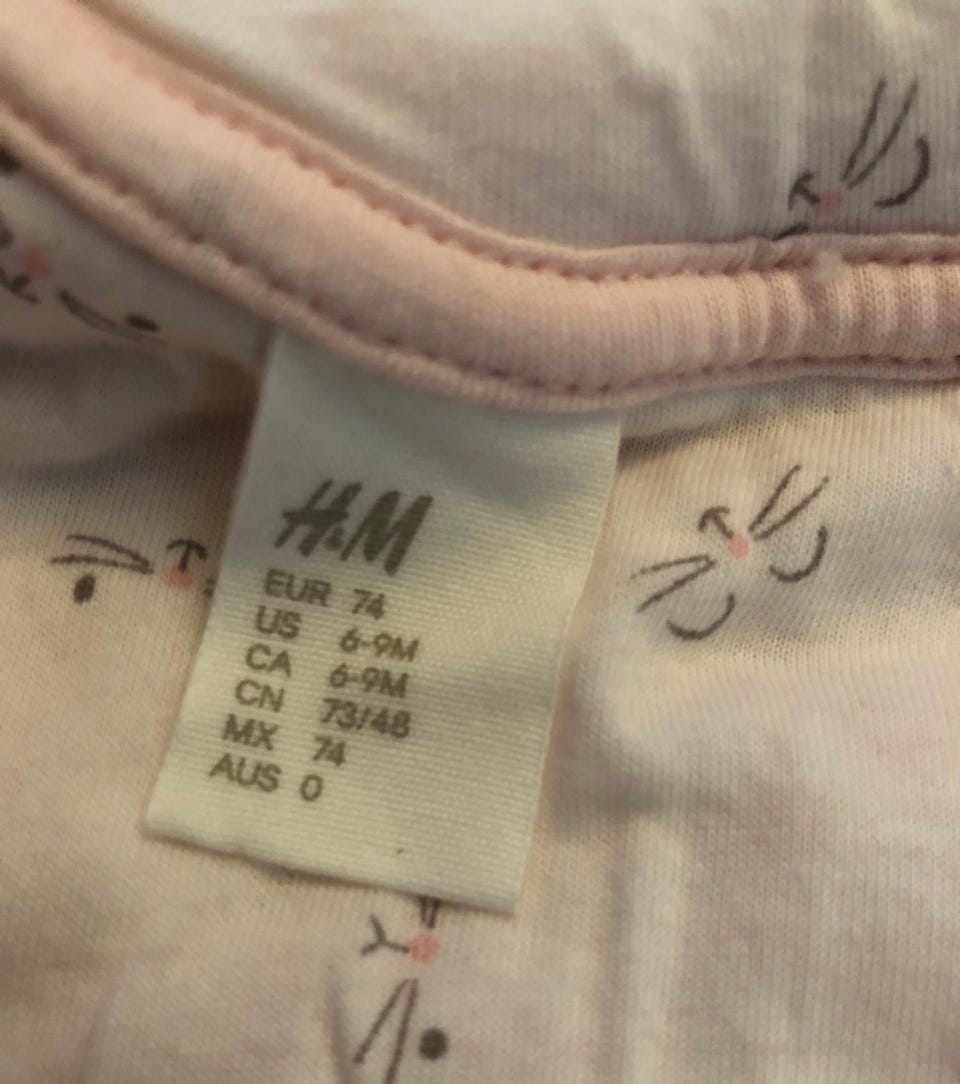 H&M
EUR 74
US 6-9M
CA 6-9M
CN 73/48
MX 74
AUS 0